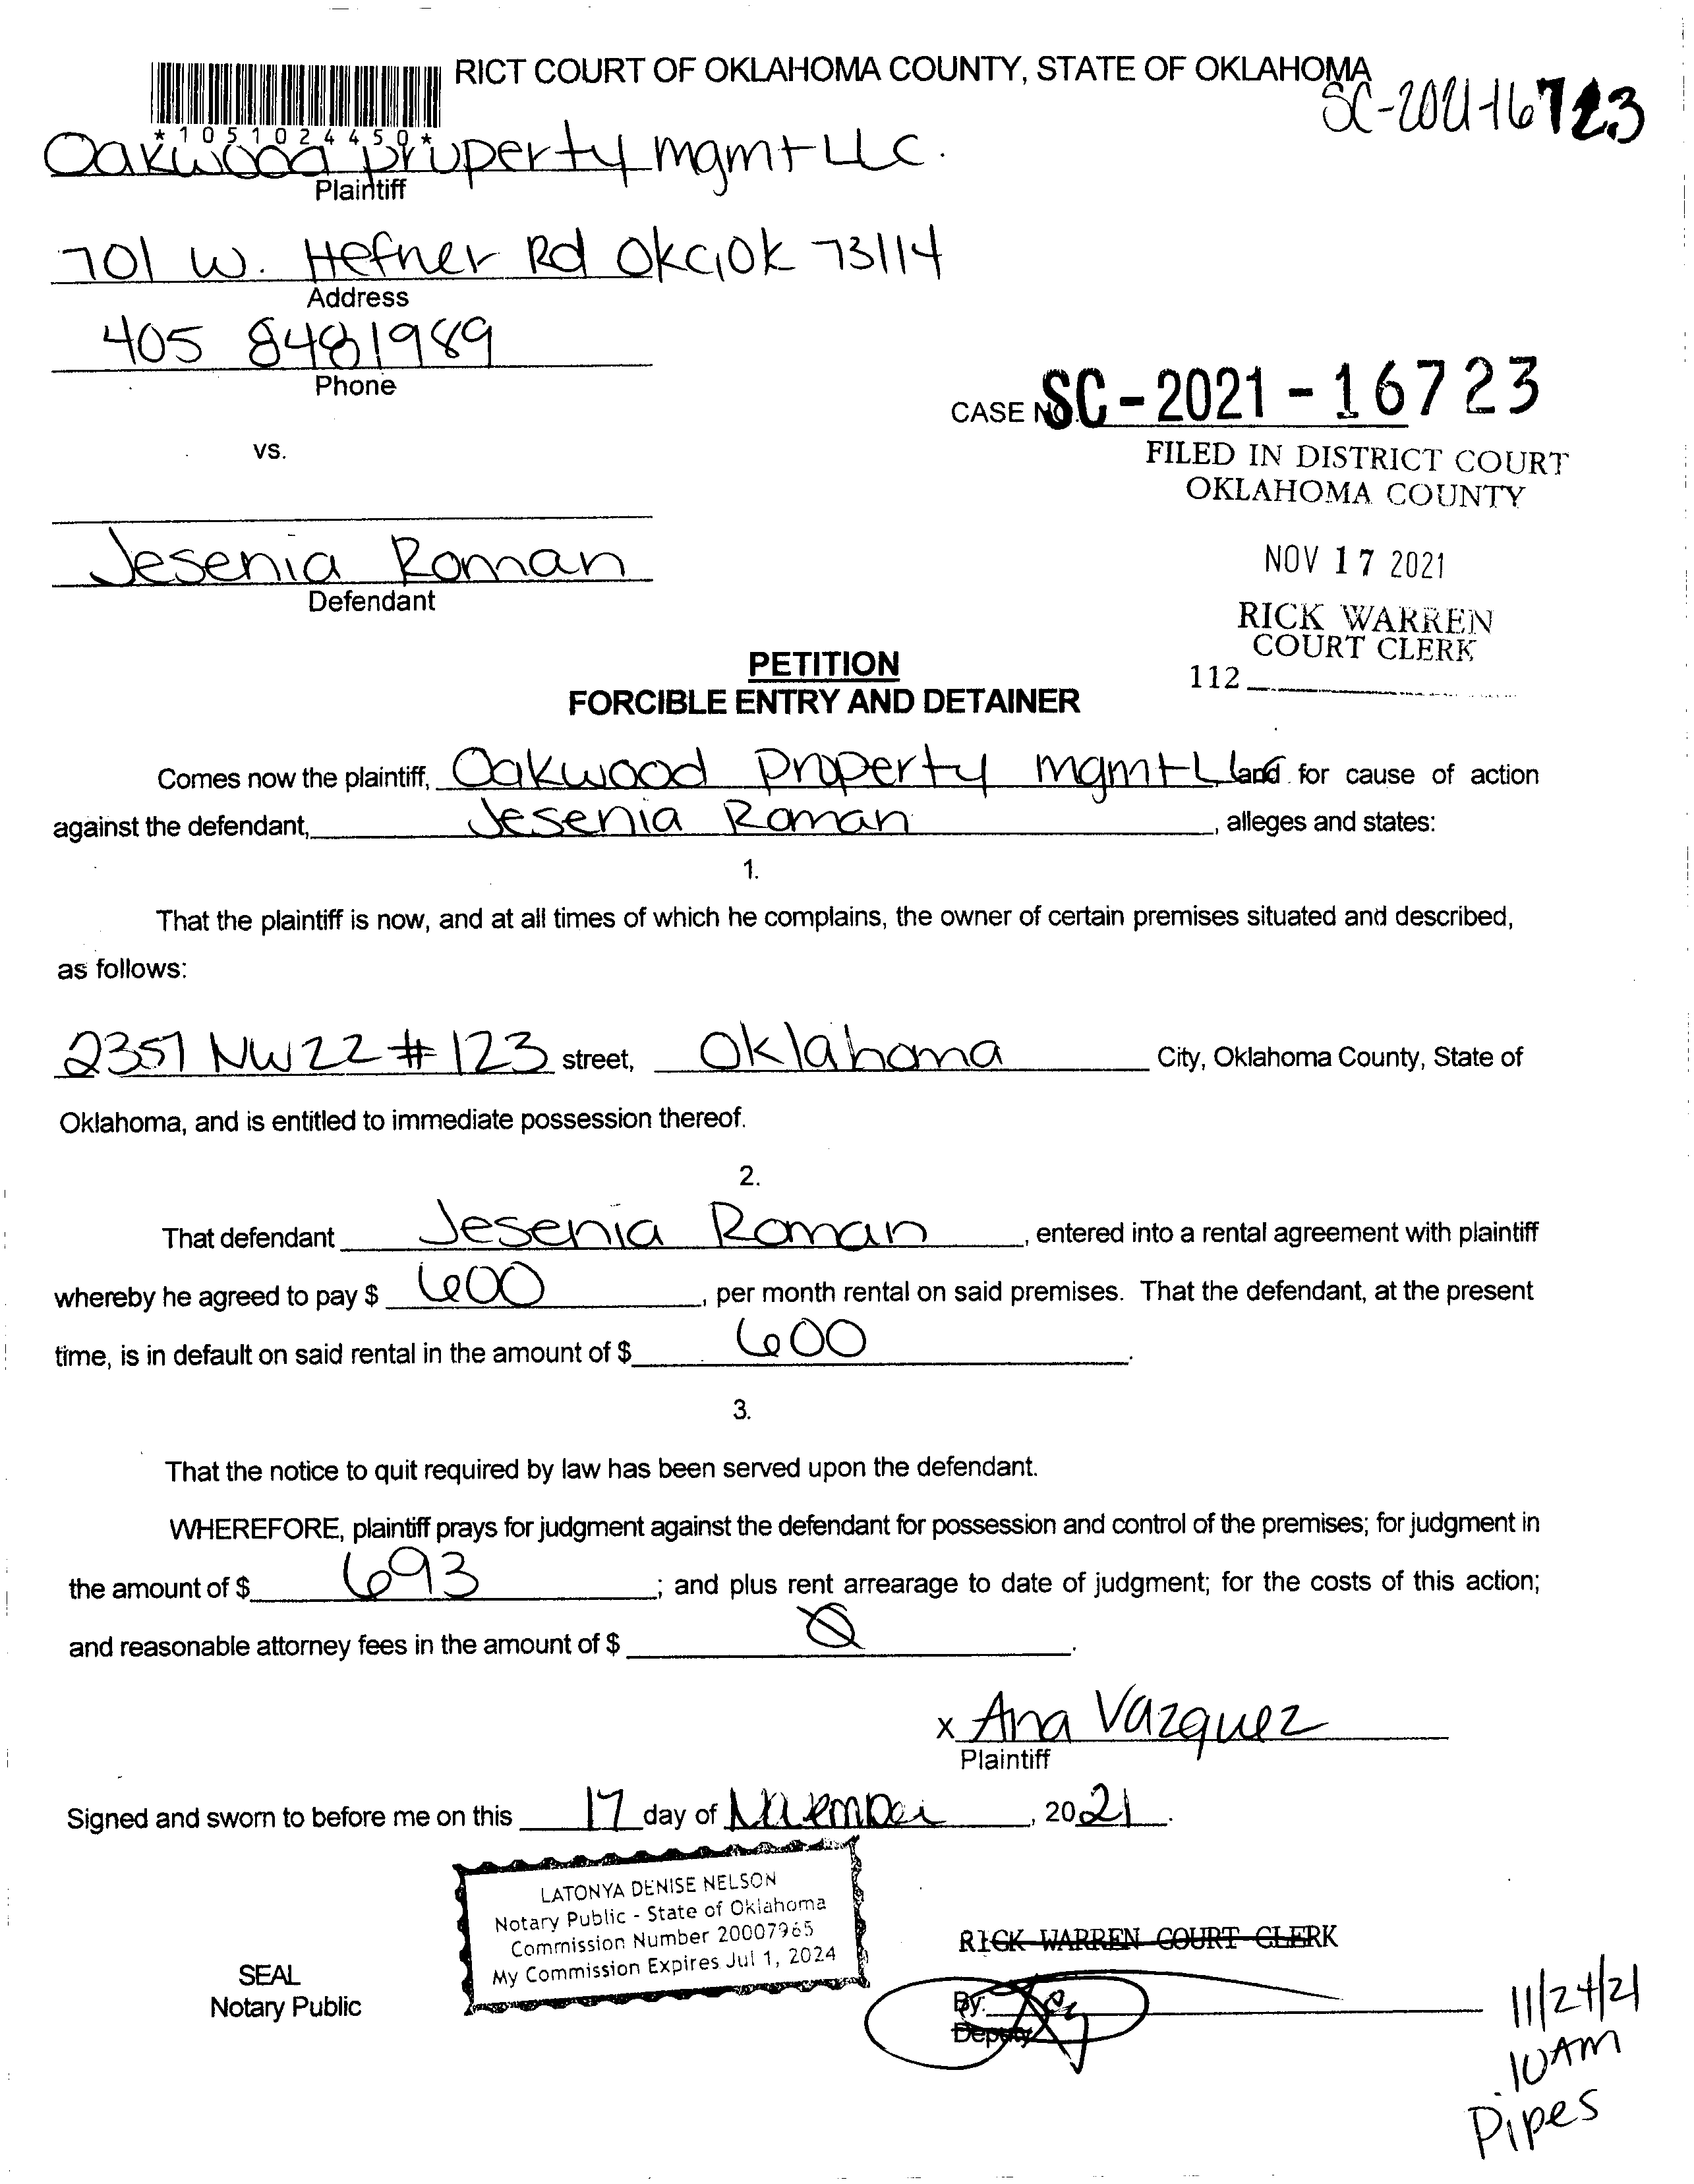 RICT COURT OF OKLAHOMA COUNTY, STATE OF OKLAHOMA
SC-2021-16723
*1051024450*
Oakwood property mgmt LLC.
Plaintiff
701 W. Hefner Rd OKC, OK 73114
Address
405 8481989
Phone
CASE NO. SC-2021-16723
vs.
FILED IN DISTRICT COURT
OKLAHOMA COUNTY
Jesenia Roman
Defendant
NOV 17 2021
RICK WARREN
COURT CLERK
112
PETITION
FORCIBLE ENTRY AND DETAINER
Comes now the plaintiff, Oakwood Property mgmt LLC and for cause of action
against the defendant, Jesenia Roman, alleges and states:
1.
That the plaintiff is now, and at all times of which he complains, the owner of certain premises situated and described,
as follows:
2357 NW 22 # 123 street, Oklahoma City, Oklahoma County, State of
Oklahoma, and is entitled to immediate possession thereof.
2.
That defendant Jesenia Roman, entered into a rental agreement with plaintiff
whereby he agreed to pay $ 600, per month rental on said premises. That the defendant, at the present
time, is in default on said rental in the amount of $ 600.
3.
That the notice to quit required by law has been served upon the defendant.
WHEREFORE, plaintiff prays for judgment against the defendant for possession and control of the premises; for judgment in
the amount of $ 693; and plus rent arrearage to date of judgment; for the costs of this action;
and reasonable attorney fees in the amount of $ Ø.
x Ana Vazquez
Plaintiff
Signed and sworn to before me on this 17 day of November, 2021.
LATONYA DENISE NELSON
Notary Public - State of Oklahoma
Commission Number 20007965
My Commission Expires Jul 1, 2024
SEAL
Notary Public
RICK WARREN COURT CLERK
By:
Deputy
11/24/21
10AM
Pipes